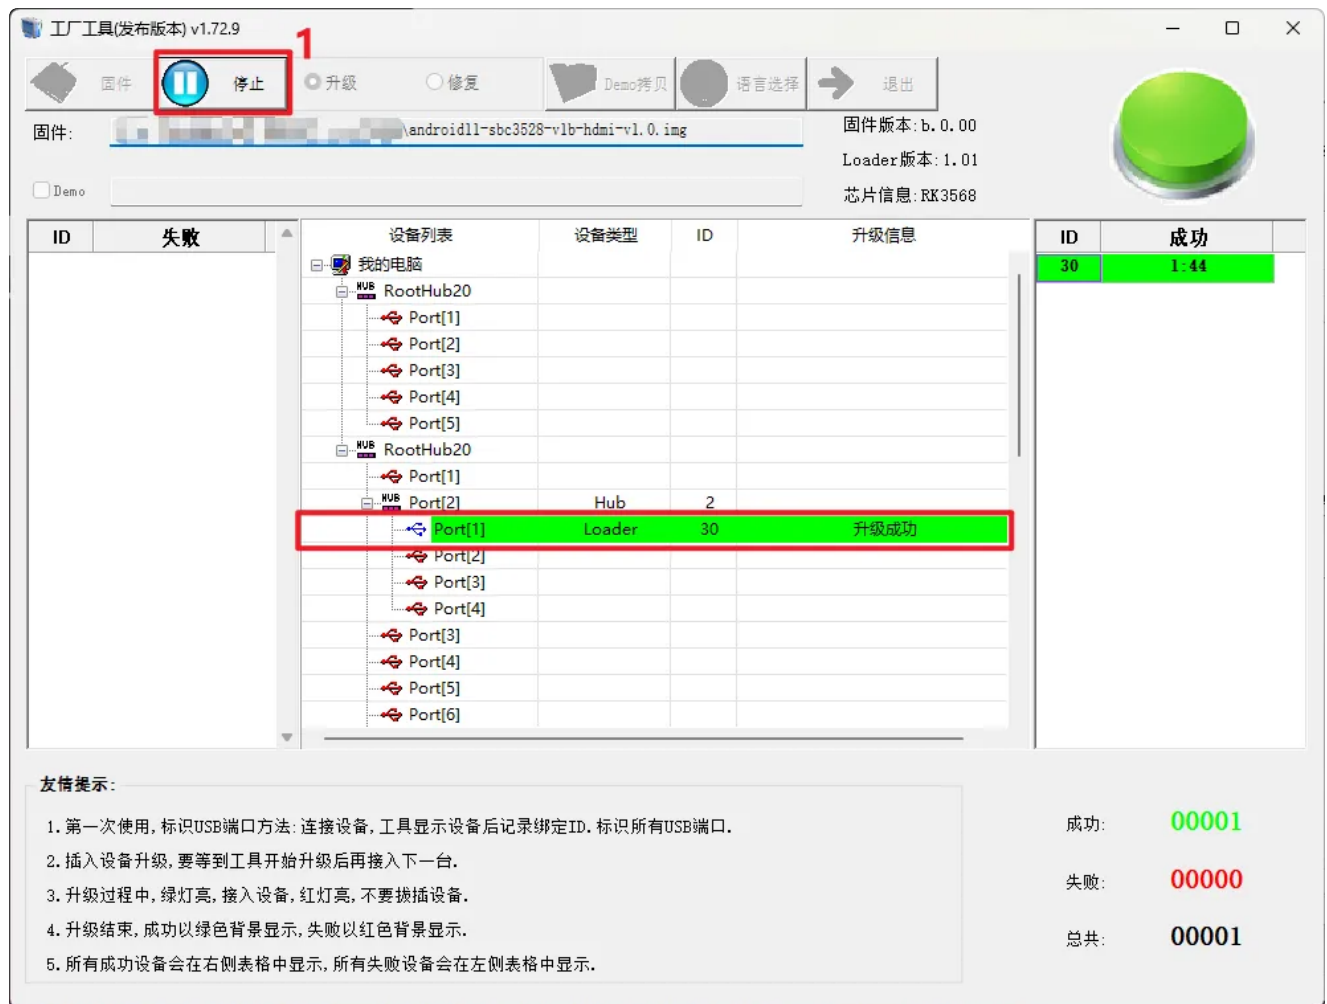 工厂工具(发布版本) v1.72.9
1
固件 停止 升级 修复 Demo拷贝 语言选择 退出
固件: \android11-sbc3528-v1b-hdmi-v1.0.img
固件版本:b.0.00
Loader版本:1.01
Demo
芯片信息:RK3568
ID 失败
设备列表 设备类型 ID 升级信息
ID 成功
30 1:44
我的电脑
RootHub20
Port[1]
Port[2]
Port[3]
Port[4]
Port[5]
RootHub20
Port[1]
Port[2] Hub 2
Port[1] Loader 30 升级成功
Port[2]
Port[3]
Port[4]
Port[3]
Port[4]
Port[5]
Port[6]
友情提示:
1.第一次使用,标识USB端口方法:连接设备,工具显示设备后记录绑定ID.标识所有USB端口.
2.插入设备升级,要等到工具开始升级后再接入下一台.
3.升级过程中,绿灯亮,接入设备,红灯亮,不要拔插设备.
4.升级结束,成功以绿色背景显示,失败以红色背景显示.
5.所有成功设备会在右侧表格中显示,所有失败设备会在左侧表格中显示.
成功: 00001
失败: 00000
总共: 00001